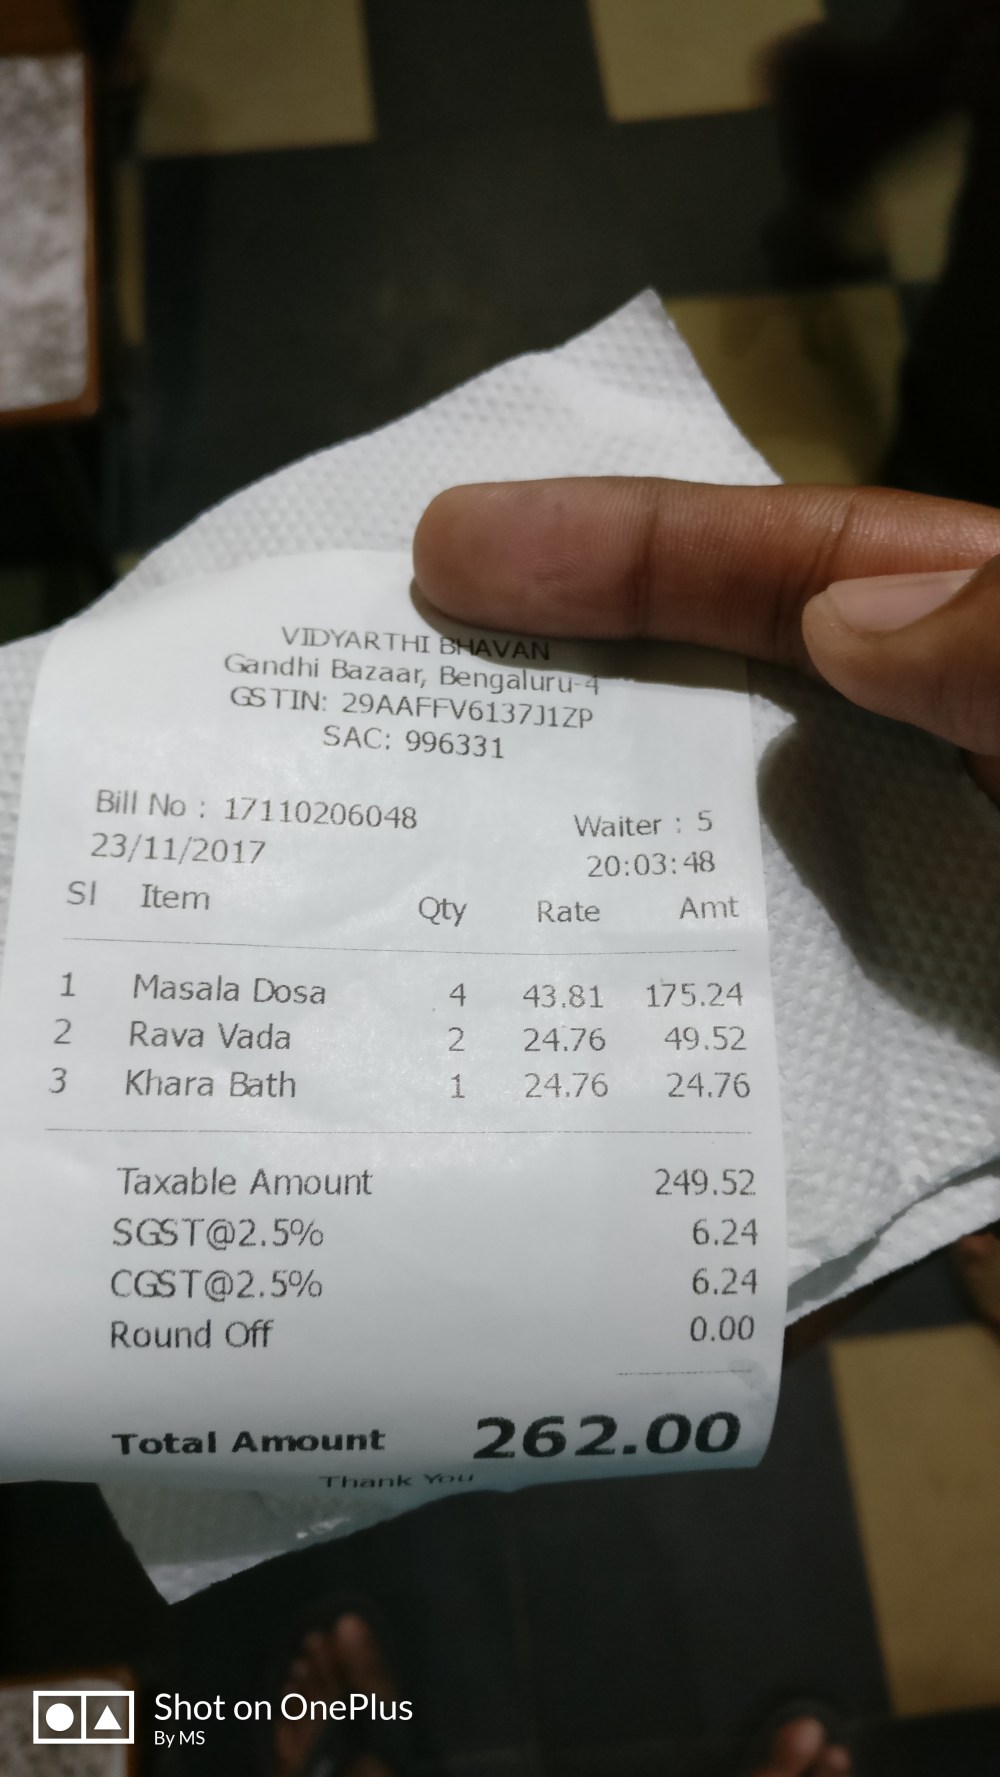 VIDYARTHI BHAVAN
Gandhi Bazaar, Bengaluru-4
GSTIN: 29AAFFV6137J1ZP
SAC: 996331
Bill No : 17110206048 Waiter : 5
23/11/2017 20:03:48
Sl Item Qty Rate Amt
1 Masala Dosa 4 43.81 175.24
2 Rava Vada 2 24.76 49.52
3 Khara Bath 1 24.76 24.76
Taxable Amount 249.52
SGST@2.5% 6.24
CGST@2.5% 6.24
Round Off 0.00
Total Amount 262.00
Thank You
Shot on OnePlus
By MS